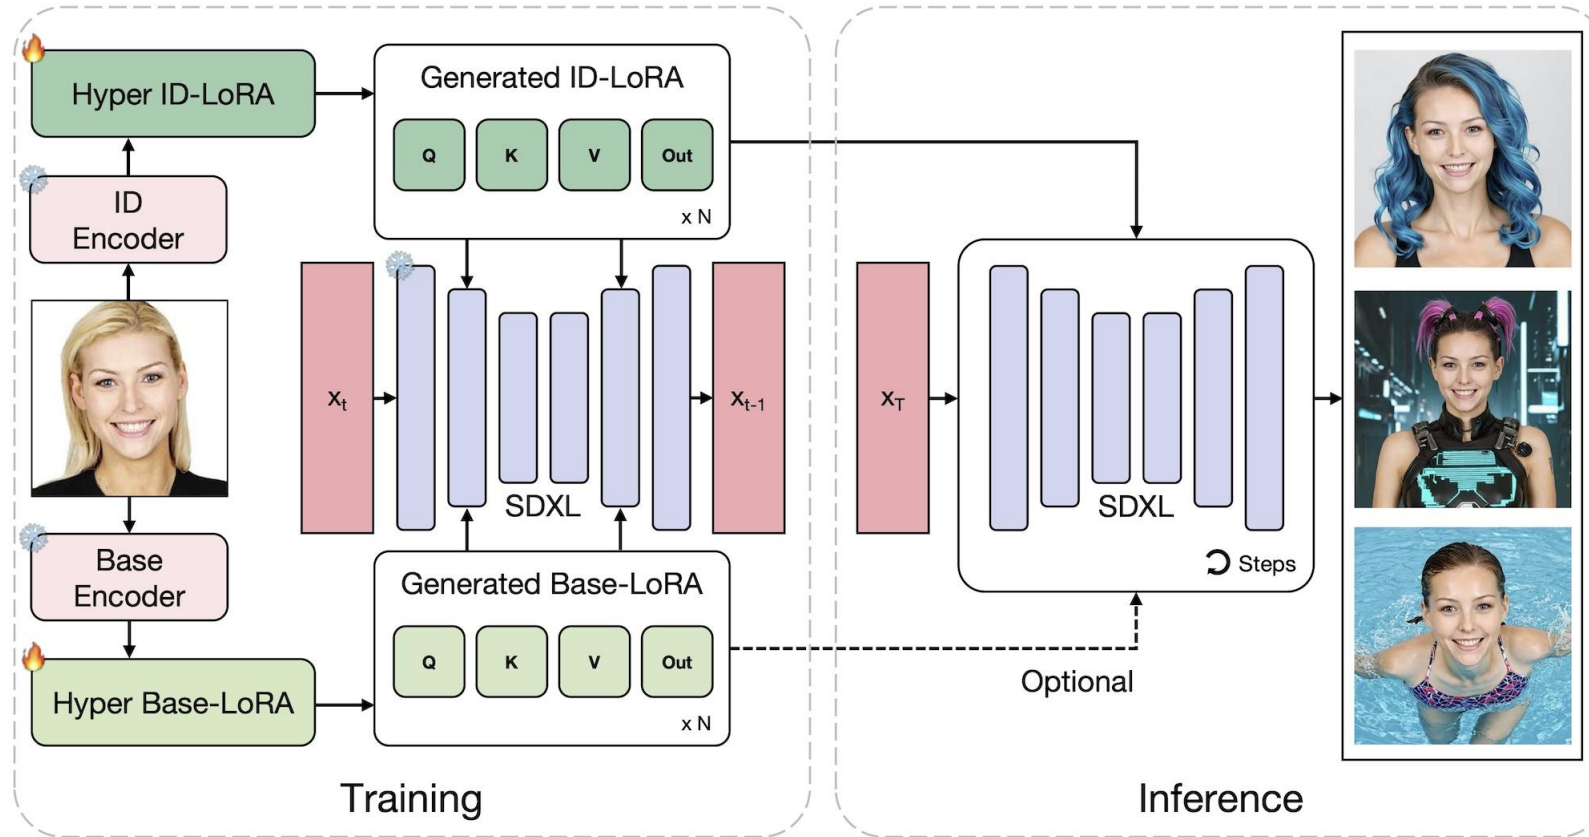 Hyper ID-LoRA
ID
Encoder
Base
Encoder
Hyper Base-LoRA
Generated ID-LoRA
Q K V Out
x N
xₜ
SDXL
xₜ₋₁
Generated Base-LoRA
Q K V Out
x N
Training
x_T
SDXL
Steps
Optional
Inference